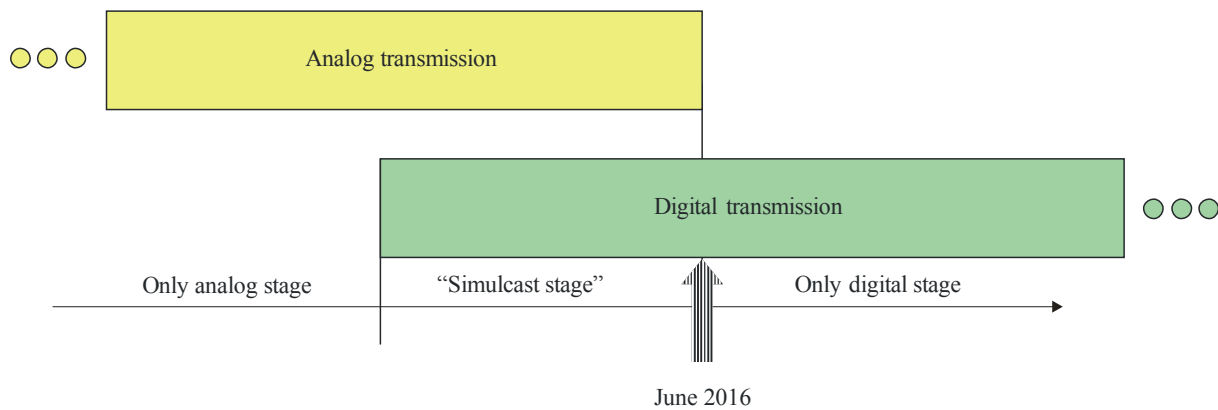 Analog transmission
Digital transmission
Only analog stage
“Simulcast stage”
Only digital stage
June 2016